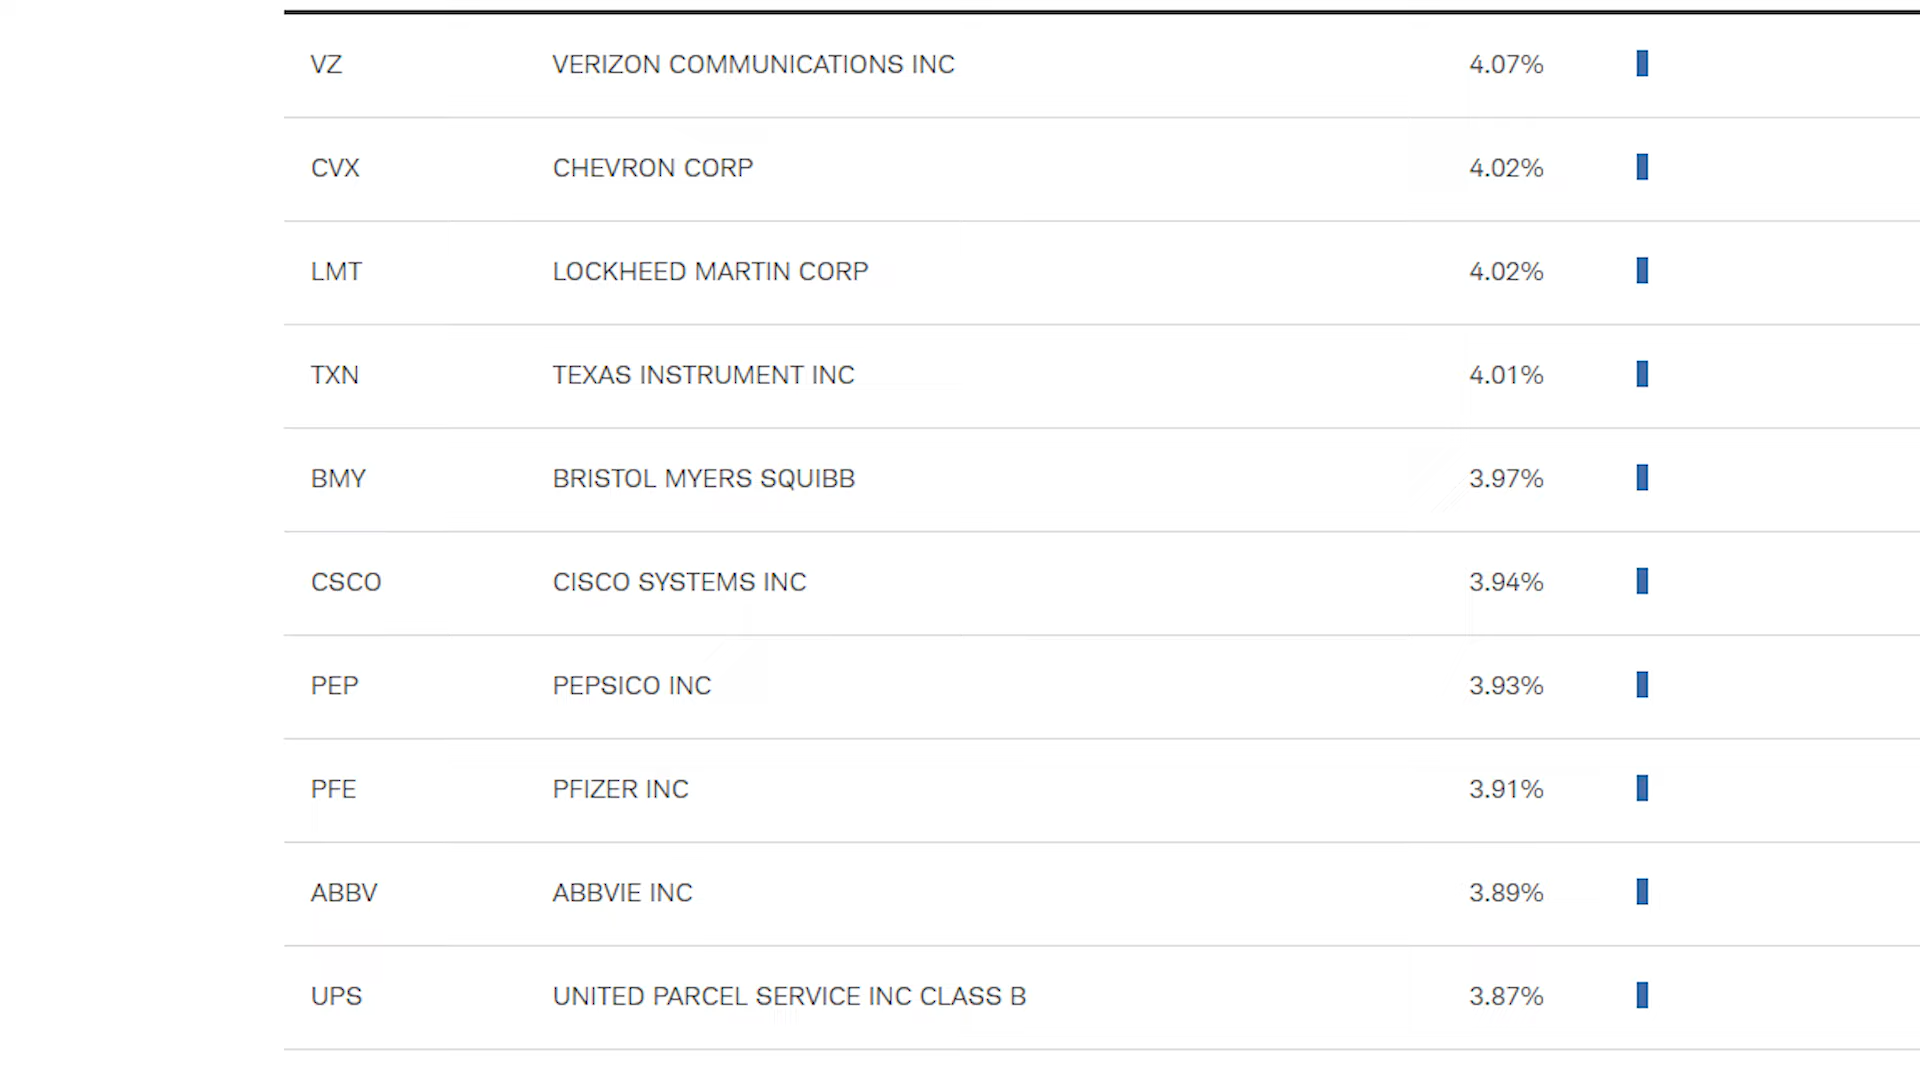 VZ VERIZON COMMUNICATIONS INC 4.07%
CVX CHEVRON CORP 4.02%
LMT LOCKHEED MARTIN CORP 4.02%
TXN TEXAS INSTRUMENT INC 4.01%
BMY BRISTOL MYERS SQUIBB 3.97%
CSCO CISCO SYSTEMS INC 3.94%
PEP PEPSICO INC 3.93%
PFE PFIZER INC 3.91%
ABBV ABBVIE INC 3.89%
UPS UNITED PARCEL SERVICE INC CLASS B 3.87%